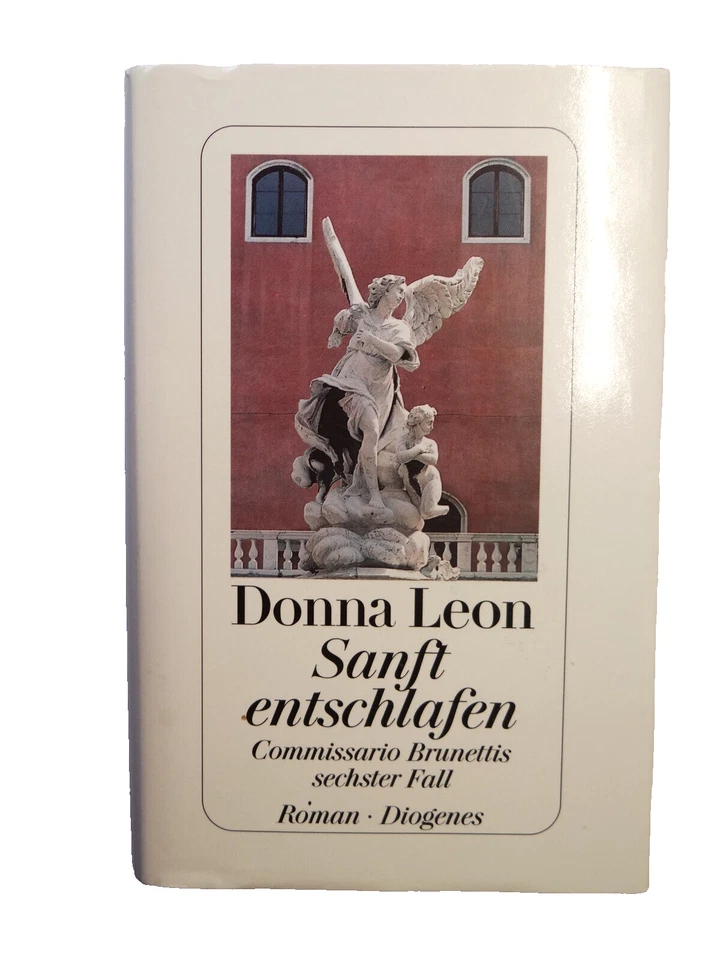 Donna Leon
Sanft
entschlafen
Commissario Brunettis
sechster Fall
Roman · Diogenes